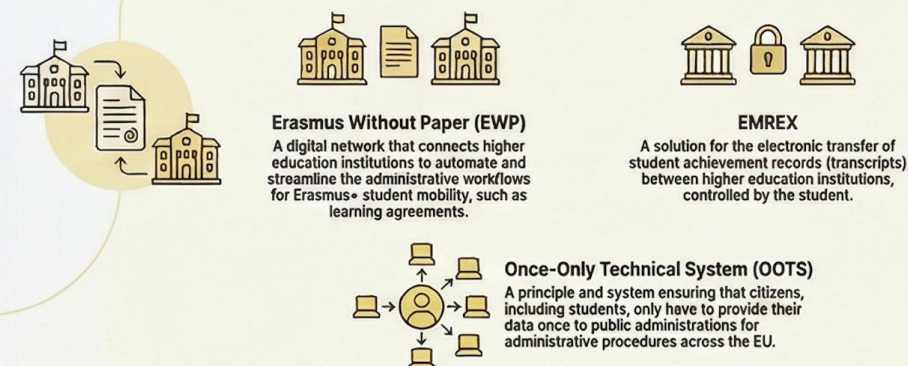 Erasmus Without Paper (EWP)
A digital network that connects higher
education institutions to automate and
streamline the administrative workflows
for Erasmus+ student mobility, such as
learning agreements.
EMREX
A solution for the electronic transfer of
student achievement records (transcripts)
between higher education institutions,
controlled by the student.
Once-Only Technical System (OOTS)
A principle and system ensuring that citizens,
including students, only have to provide their
data once to public administrations for
administrative procedures across the EU.